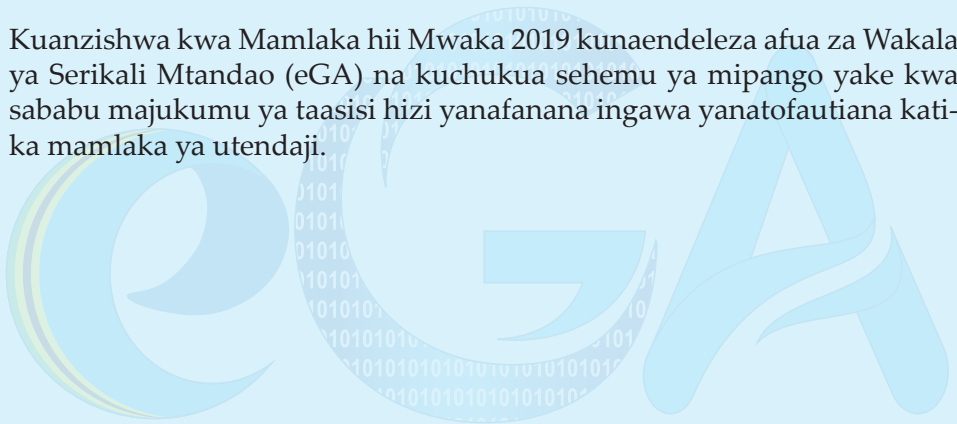 Kuanzishwa kwa Mamlaka hii Mwaka 2019 kunaendeleza afua za Wakala
ya Serikali Mtandao (eGA) na kuchukua sehemu ya mipango yake kwa
sababu majukumu ya taasisi hizi yanafanana ingawa yanatofautiana kati-
ka mamlaka ya utendaji.
eGA